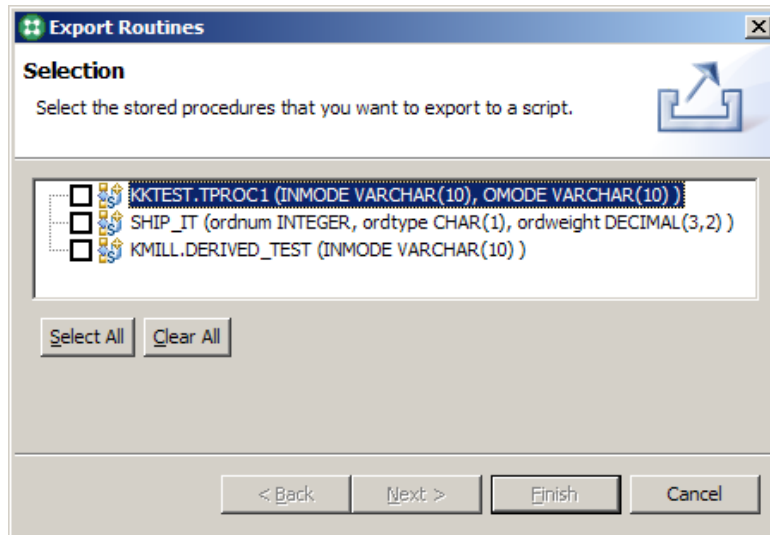 Export Routines
Selection
Select the stored procedures that you want to export to a script.
KKTEST.TPROC1 (INMODE VARCHAR(10), OMODE VARCHAR(10) )
SHIP_IT (ordnum INTEGER, ordtype CHAR(1), ordweight DECIMAL(3,2) )
KMILL.DERIVED_TEST (INMODE VARCHAR(10) )
Select All Clear All
< Back Next > Finish Cancel